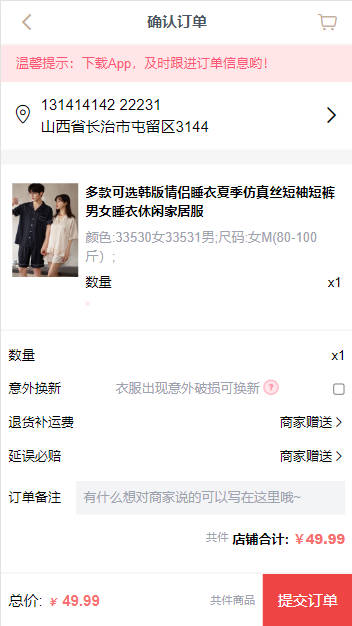 确认订单
温馨提示：下载App，及时跟进订单信息哟！
131414142 22231
山西省长治市屯留区3144
多款可选韩版情侣睡衣夏季仿真丝短袖短裤
男女睡衣休闲家居服
颜色:33530女33531男;尺码:女M(80-100
斤）;
数量 x1
数量 x1
意外换新 衣服出现意外破损可换新 ?
退货补运费 商家赠送
延误必赔 商家赠送
订单备注 有什么想对商家说的可以写在这里哦~
共件 店铺合计: ￥49.99
总价: ￥ 49.99 共件商品 提交订单